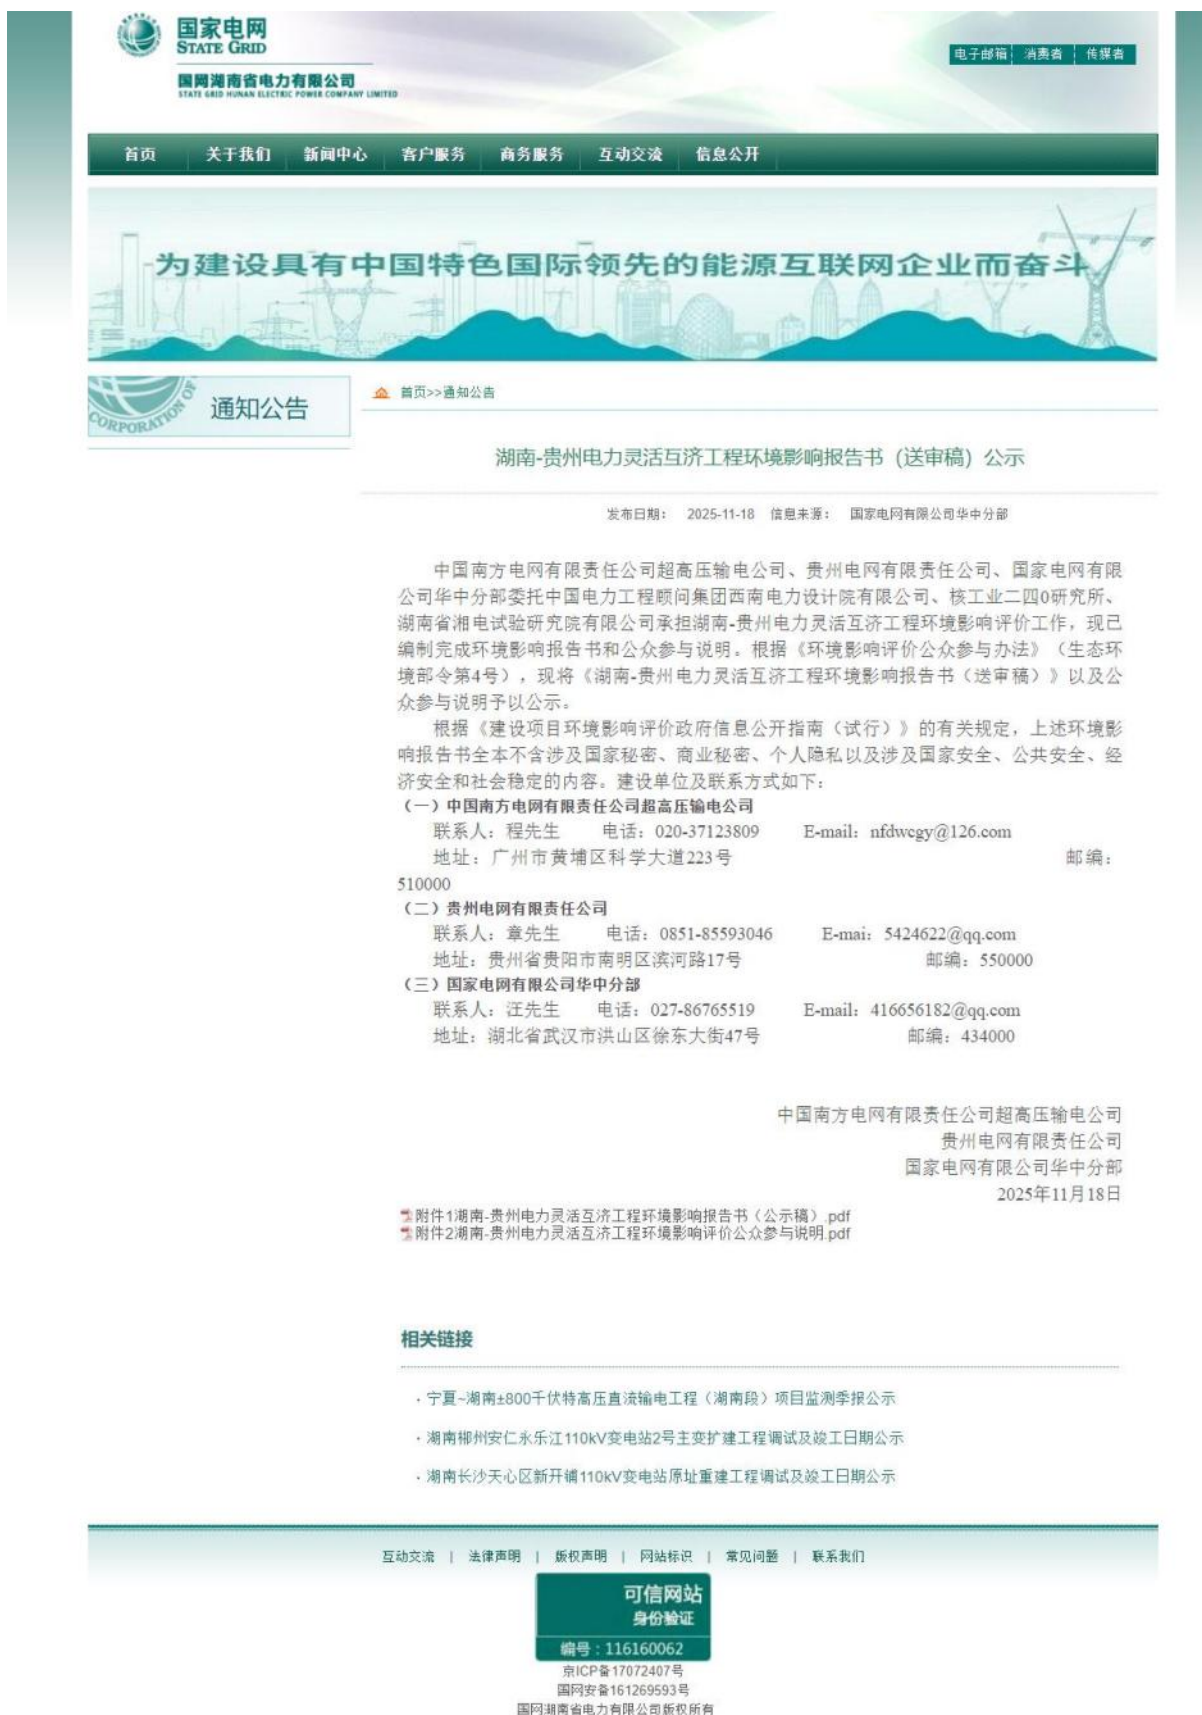 国家电网
STATE GRID
国网湖南省电力有限公司
STATE GRID HUNAN ELECTRIC POWER COMPANY LIMITED
电子邮箱 消费者 传媒者
首页 关于我们 新闻中心 客户服务 商务服务 互动交流 信息公开
为建设具有中国特色国际领先的能源互联网企业而奋斗
CORPORATION OF
通知公告
首页>>通知公告
湖南-贵州电力灵活互济工程环境影响报告书（送审稿）公示
发布日期： 2025-11-18 信息来源： 国家电网有限公司华中分部
中国南方电网有限责任公司超高压输电公司、贵州电网有限责任公司、国家电网有限
公司华中分部委托中国电力工程顾问集团西南电力设计院有限公司、核工业二四0研究所、
湖南省湘电试验研究院有限公司承担湖南-贵州电力灵活互济工程环境影响评价工作，现已
编制完成环境影响报告书和公众参与说明。根据《环境影响评价公众参与办法》（生态环
境部令第4号），现将《湖南-贵州电力灵活互济工程环境影响报告书（送审稿）》以及公
众参与说明予以公示。
根据《建设项目环境影响评价政府信息公开指南（试行）》的有关规定，上述环境影
响报告书全本不含涉及国家秘密、商业秘密、个人隐私以及涉及国家安全、公共安全、经
济安全和社会稳定的内容。建设单位及联系方式如下：
（一）中国南方电网有限责任公司超高压输电公司
联系人：程先生 电话：020-37123809 E-mail：nfdwcgy@126.com
地址：广州市黄埔区科学大道223号 邮编：
510000
（二）贵州电网有限责任公司
联系人：章先生 电话：0851-85593046 E-mai：5424622@qq.com
地址：贵州省贵阳市南明区滨河路17号 邮编：550000
（三）国家电网有限公司华中分部
联系人：汪先生 电话：027-86765519 E-mail：416656182@qq.com
地址：湖北省武汉市洪山区徐东大街47号 邮编：434000
中国南方电网有限责任公司超高压输电公司
贵州电网有限责任公司
国家电网有限公司华中分部
2025年11月18日
附件1湖南-贵州电力灵活互济工程环境影响报告书（公示稿）.pdf
附件2湖南-贵州电力灵活互济工程环境影响评价公众参与说明.pdf
相关链接
· 宁夏~湖南±800千伏特高压直流输电工程（湖南段）项目监测季报公示
· 湖南郴州安仁永乐江110kV变电站2号主变扩建工程调试及竣工日期公示
· 湖南长沙天心区新开铺110kV变电站原址重建工程调试及竣工日期公示
互动交流 | 法律声明 | 版权声明 | 网站标识 | 常见问题 | 联系我们
可信网站
身份验证
编号：116160062
京ICP备17072407号
国网安备161269593号
国网湖南省电力有限公司版权所有